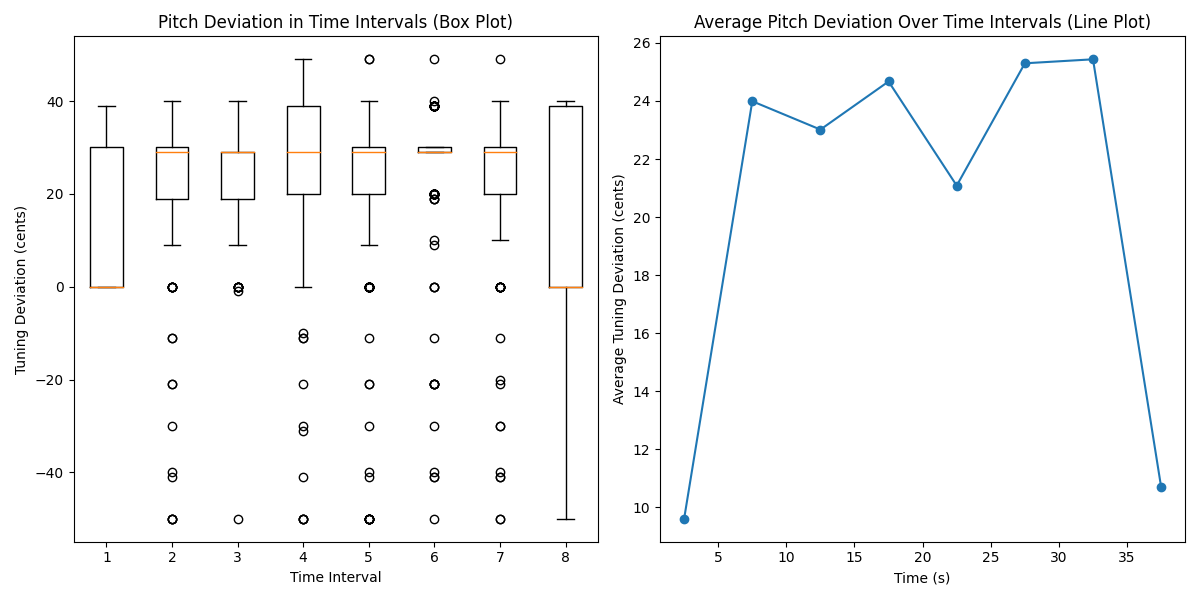 Pitch Deviation in Time Intervals (Box Plot)
Tuning Deviation (cents)
40
20
0
−20
−40
1 2 3 4 5 6 7 8
Time Interval
Average Pitch Deviation Over Time Intervals (Line Plot)
Average Tuning Deviation (cents)
26
24
22
20
18
16
14
12
10
5 10 15 20 25 30 35
Time (s)